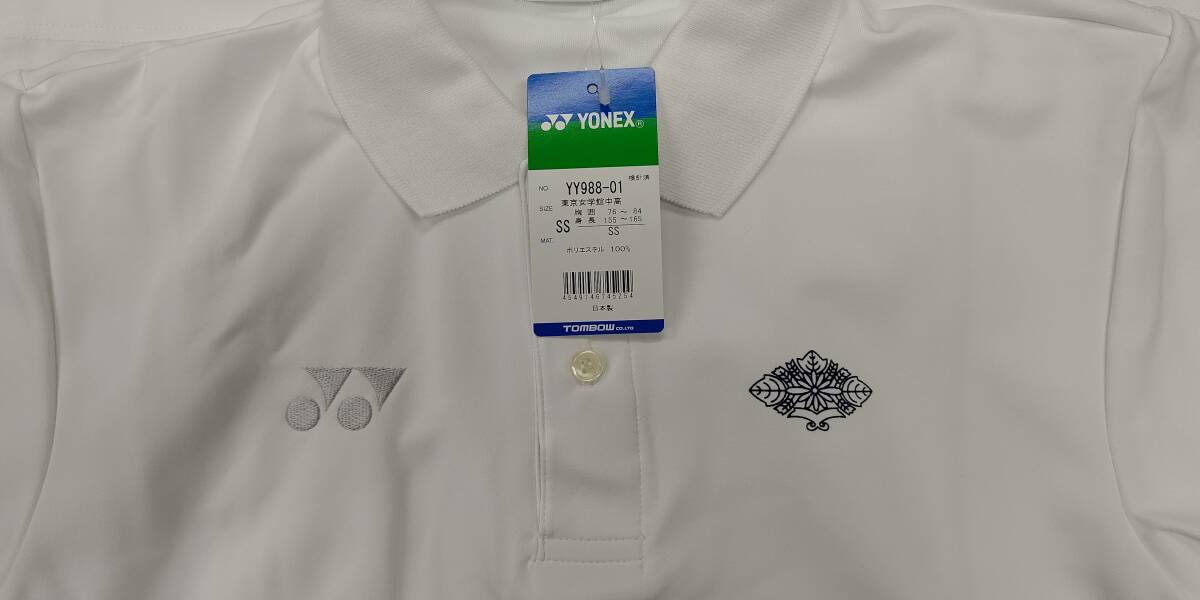 YONEX®
検針済
NO. YY988-01
東京女学館中高
SIZE SS 胸囲 76～84
身長 155～165
SS
MAT. ポリエステル 100%
日本製
TOMBOW CO.,LTD.